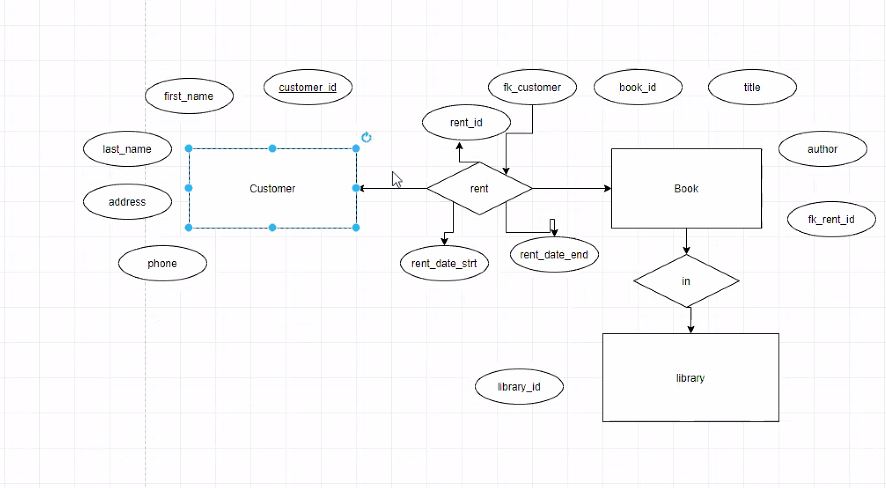 first_name
customer_id
fk_customer
book_id
title
rent_id
last_name
author
Customer
rent
Book
address
fk_rent_id
phone
rent_date_strt
rent_date_end
in
library
library_id